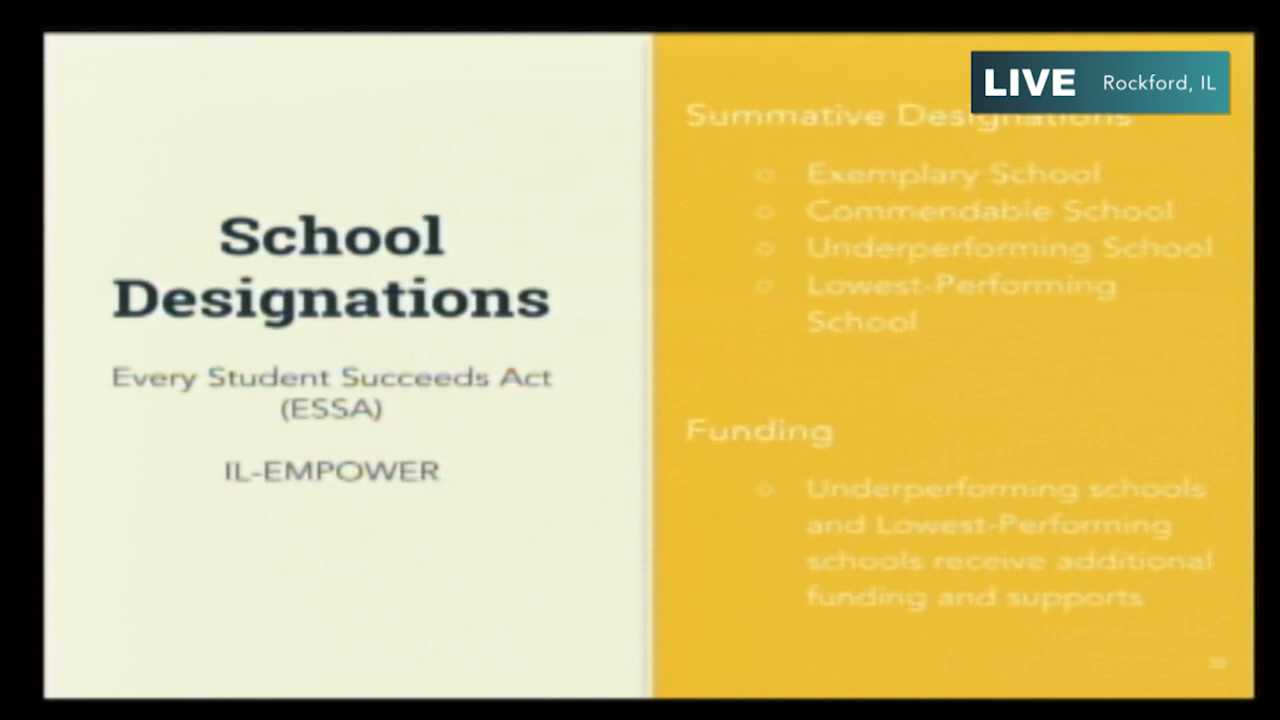 School
Designations
Every Student Succeeds Act
(ESSA)
IL-EMPOWER
LIVE Rockford, IL
Summative Designations
Exemplary School
Commendable School
Underperforming School
Lowest-Performing
School
Funding
Underperforming schools
and Lowest-Performing
schools receive additional
funding and supports